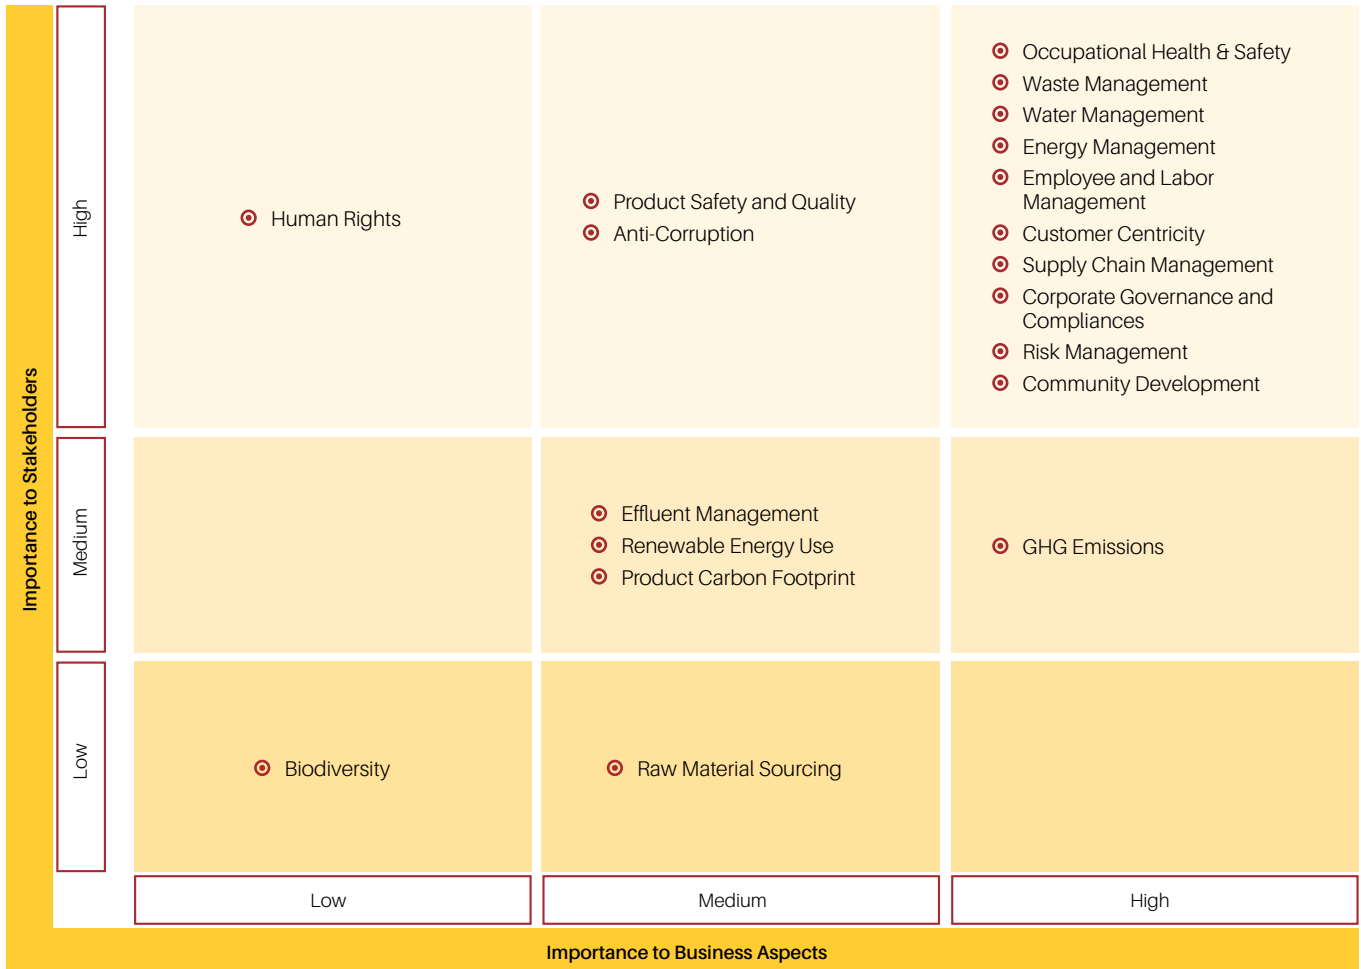 Importance to Stakeholders
High
Human Rights
Product Safety and Quality
Anti-Corruption
Occupational Health & Safety
Waste Management
Water Management
Energy Management
Employee and Labor
Management
Customer Centricity
Supply Chain Management
Corporate Governance and
Compliances
Risk Management
Community Development
Medium
Effluent Management
Renewable Energy Use
Product Carbon Footprint
GHG Emissions
Low
Biodiversity
Raw Material Sourcing
Low
Medium
High
Importance to Business Aspects